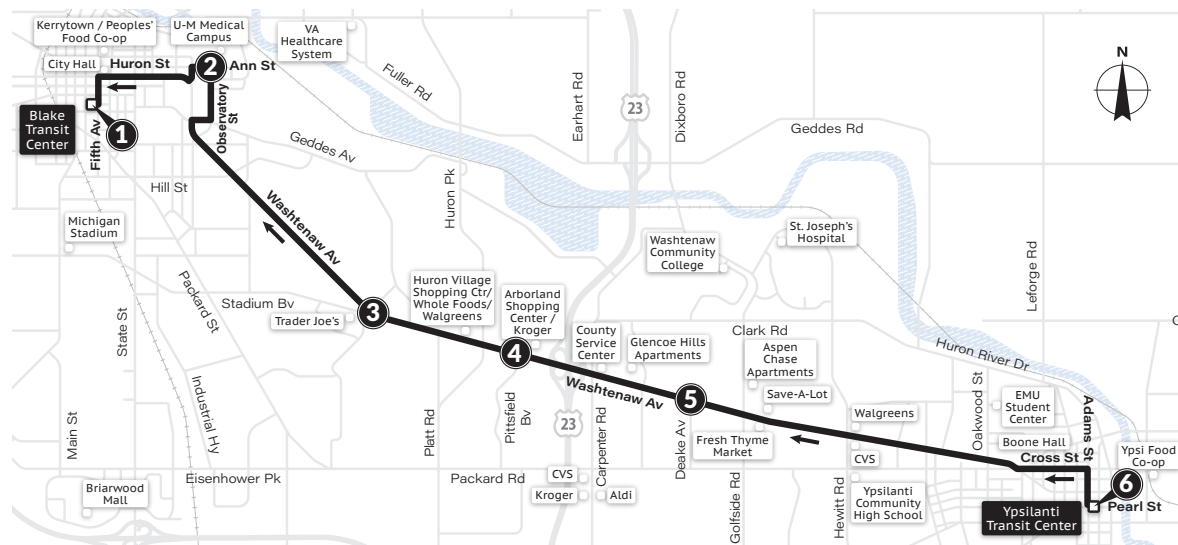 Kerrytown / Peoples'
Food Co-op
U-M Medical
Campus
VA
Healthcare
System
City Hall
Huron St
2
Ann St
Fuller Rd
Earhart Rd
23
Dixboro Rd
N
Blake
Transit
Center
1
Fifth Av
Observatory
St
Geddes Av
Geddes Rd
Hill St
Huron Pk
Washtenaw Av
Michigan
Stadium
St. Joseph's
Hospital
Washtenaw
Community
College
Leforge Rd
Packard St
State St
Stadium Bv
Trader Joe's
3
Huron Village
Shopping Ctr/
Whole Foods/
Walgreens
Arborland
Shopping
Center /
Kroger
4
County
Service
Center
Glencoe Hills
Apartments
Clark Rd
Aspen
Chase
Apartments
Huron River Dr
Washtenaw Av
5
Save-A-Lot
Walgreens
Oakwood St
EMU
Student
Center
Adams St
Main St
Industrial Hy
Platt Rd
Pittsfield
Bv
23
Carpenter Rd
Deake Av
Fresh Thyme
Market
Boone Hall
Cross St
Ypsi Food
Co-op
CVS
Briarwood
Mall
Eisenhower Pk
Packard Rd
CVS
Kroger
Aldi
Golfside Rd
Hewitt Rd
Ypsilanti
Community
High School
Ypsilanti
Transit Center
6
Pearl St